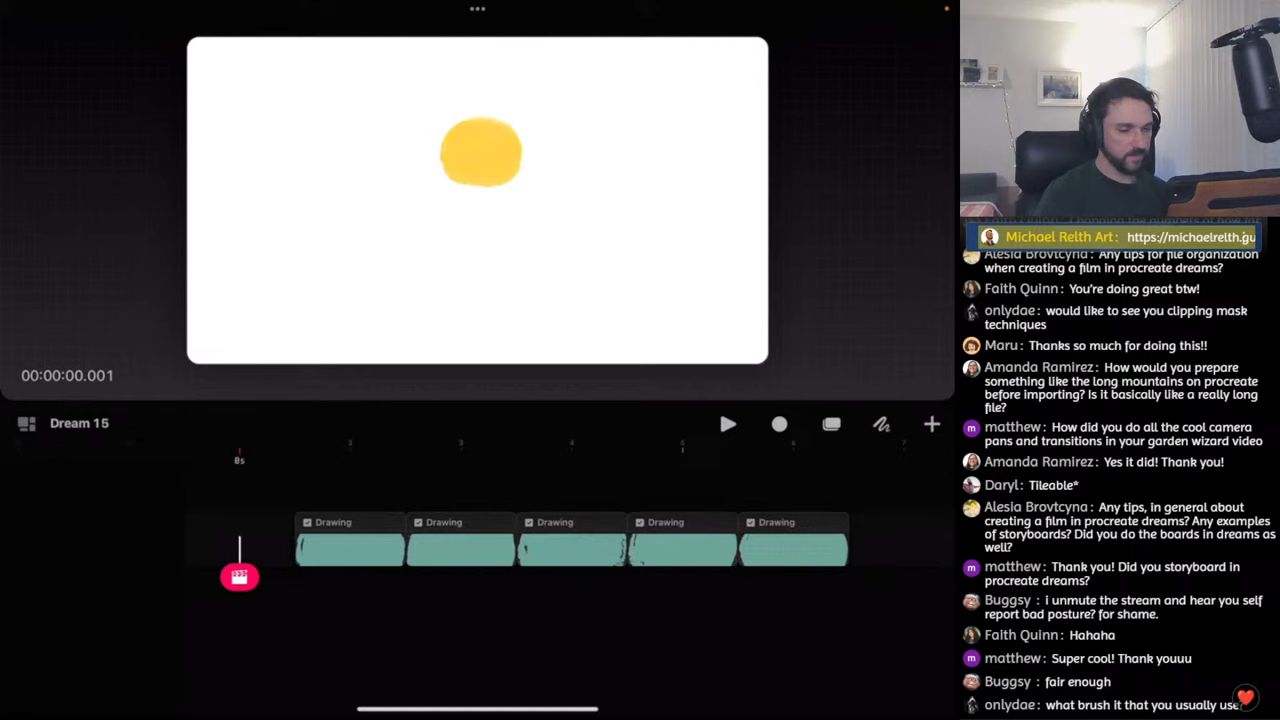 Michael Relth Art: https://michaelrelth.gu
Alesia Brovtcyna: Any tips for file organization
when creating a film in procreate dreams?
Faith Quinn: You're doing great btw!
onlydae: would like to see you clipping mask
techniques
Maru: Thanks so much for doing this!!
Amanda Ramirez: How would you prepare
something like the long mountains on procreate
before importing? Is it basically like a really long
file?
m matthew: How did you do all the cool camera
pans and transitions in your garden wizard video
Amanda Ramirez: Yes it did! Thank you!
Daryl: Tileable*
Alesia Brovtcyna: Any tips, in general about
creating a film in procreate dreams? Any examples
of storyboards? Did you do the boards in dreams as
well?
m matthew: Thank you! Did you storyboard in
procreate dreams?
Buggsy: i unmute the stream and hear you self
report bad posture? for shame.
Faith Quinn: Hahaha
m matthew: Super cool! Thank youuu
Buggsy: fair enough
onlydae: what brush it that you usually use
00:00:00.001
Dream 15
0s 2 3 4 5 6 7
Drawing Drawing Drawing Drawing Drawing